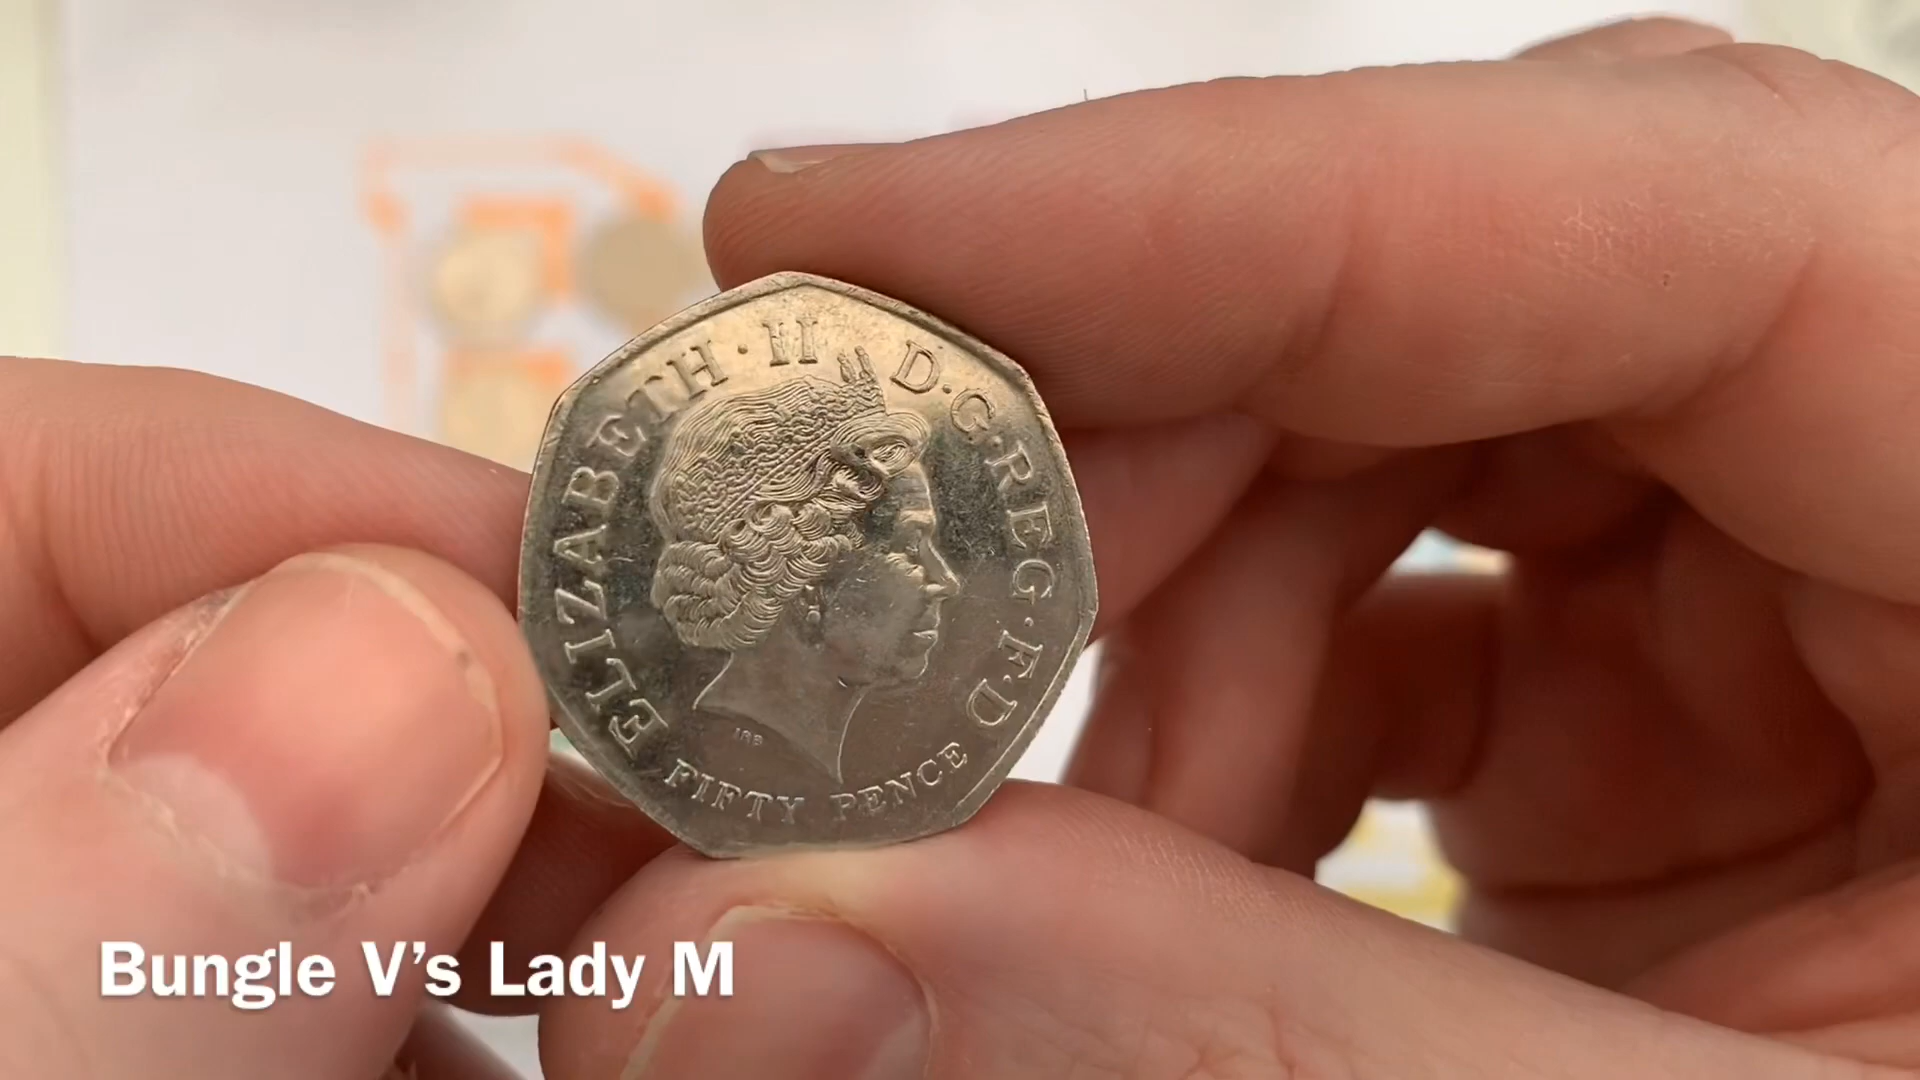 ELIZABETH · II D·G·REG·F·D
FIFTY PENCE
IRB
Bungle V’s Lady M